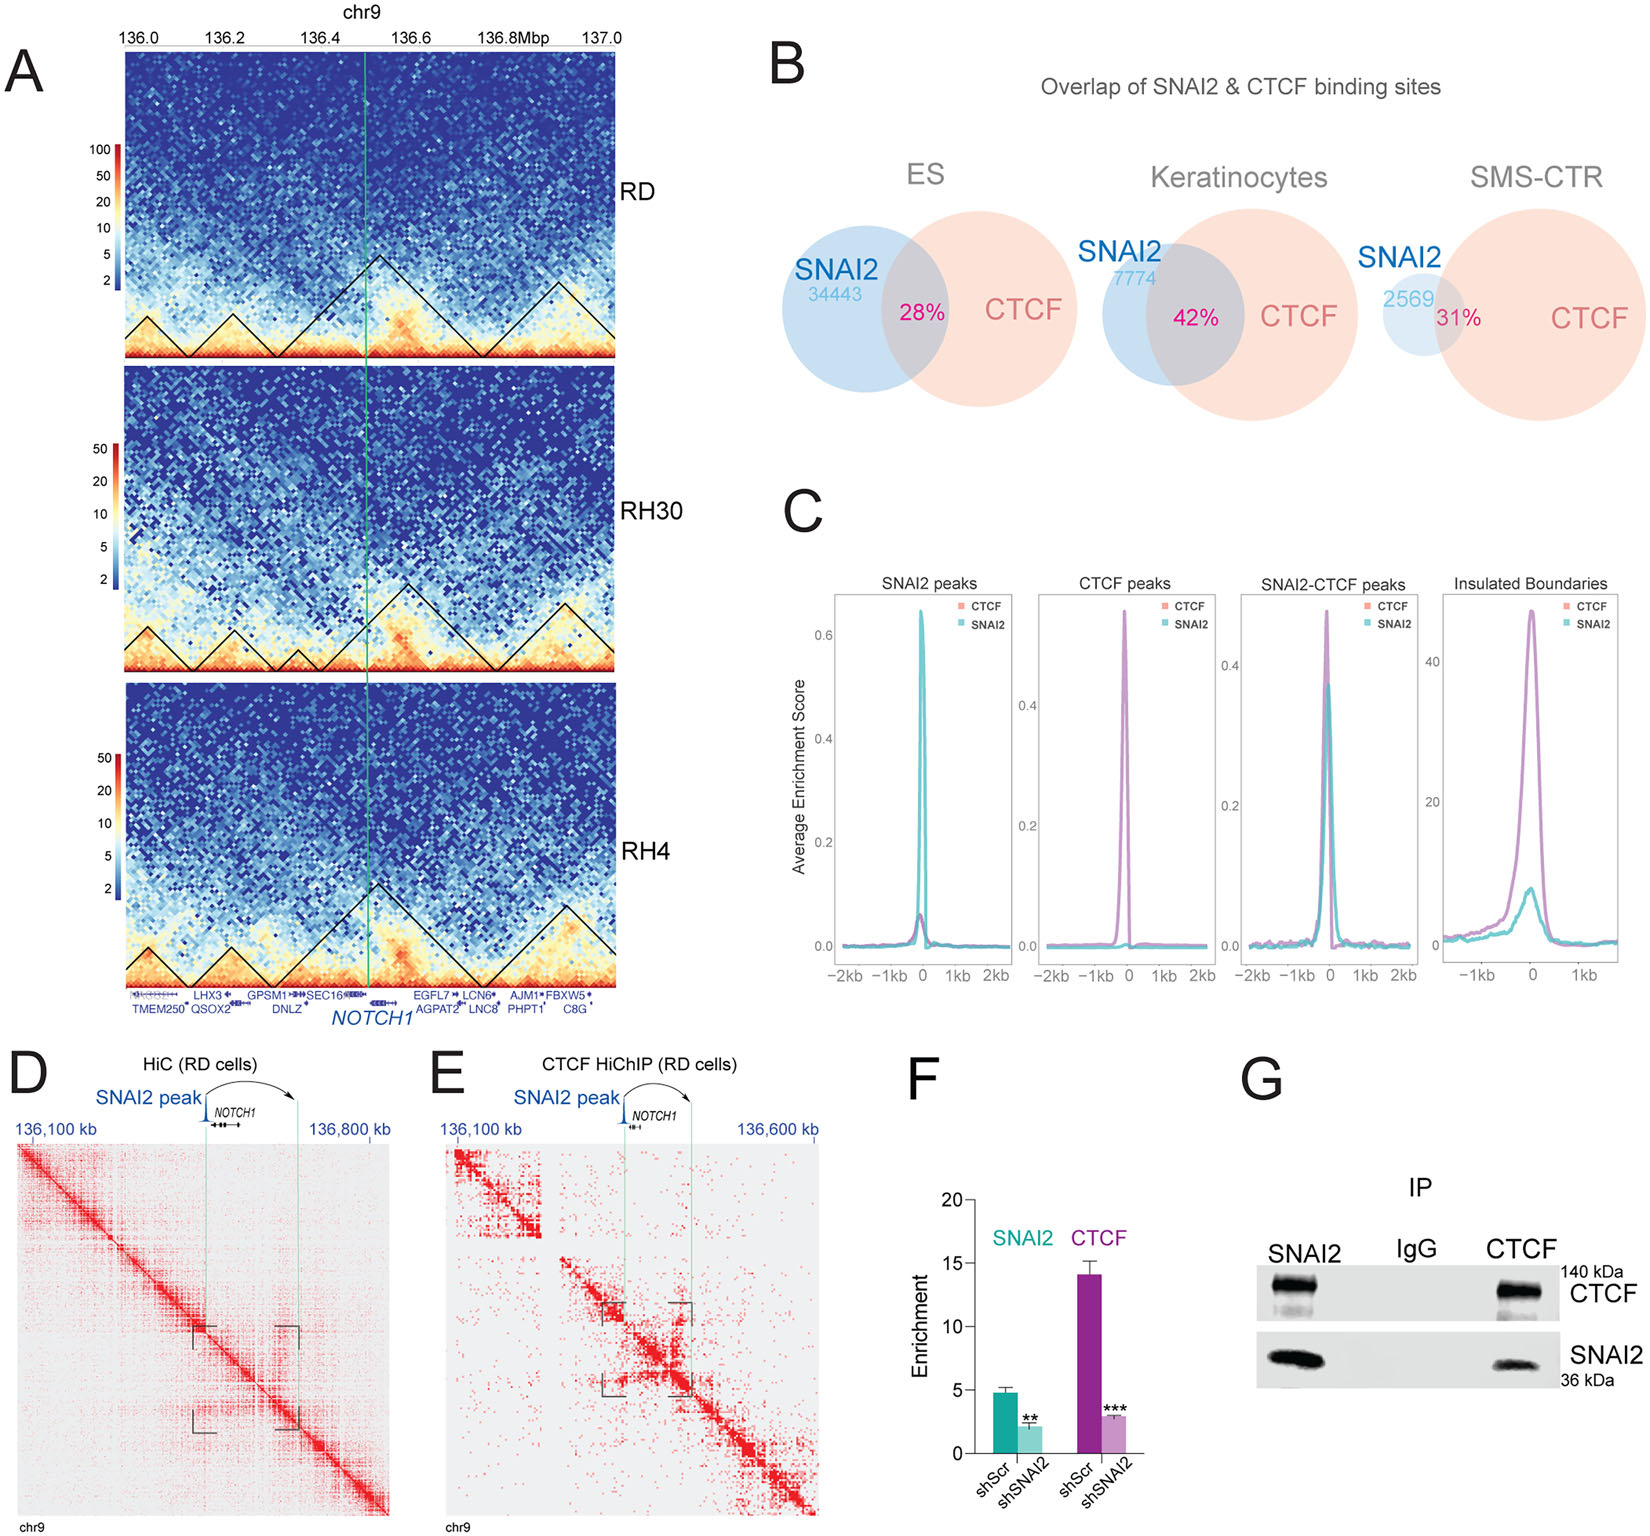 A
chr9
136.0 136.2 136.4 136.6 136.8Mbp 137.0
100
50
20
10
5
2
RD
50
20
10
5
2
RH30
50
20
10
5
2
RH4
LHX3 GPSM1 SEC16 EGFL7 LCN6 AJM1 FBXW5
TMEM250 QSOX2 DNLZ AGPAT2 LNC8 PHPT1 C8G
NOTCH1
B
Overlap of SNAI2 & CTCF binding sites
ES
SNAI2
34443
28%
CTCF
Keratinocytes
SNAI2
7774
42%
CTCF
SMS-CTR
SNAI2
2569
31%
CTCF
C
Average Enrichment Score
SNAI2 peaks
CTCF
SNAI2
0.6
0.4
0.2
0.0
−2kb −1kb 0 1kb 2kb
CTCF peaks
CTCF
SNAI2
0.4
0.2
0.0
−2kb −1kb 0 1kb 2kb
SNAI2-CTCF peaks
CTCF
SNAI2
0.4
0.2
0.0
−2kb −1kb 0 1kb 2kb
Insulated Boundaries
CTCF
SNAI2
40
20
0
−1kb 0 1kb
D
HiC (RD cells)
SNAI2 peak
NOTCH1
136,100 kb 136,800 kb
chr9
E
CTCF HiChIP (RD cells)
SNAI2 peak
NOTCH1
136,100 kb 136,600 kb
chr9
F
Enrichment
20
15
10
5
0
SNAI2 CTCF
** ***
shScr shSNAI2 shScr shSNAI2
G
IP
SNAI2 IgG CTCF
140 kDa
CTCF
SNAI2
36 kDa